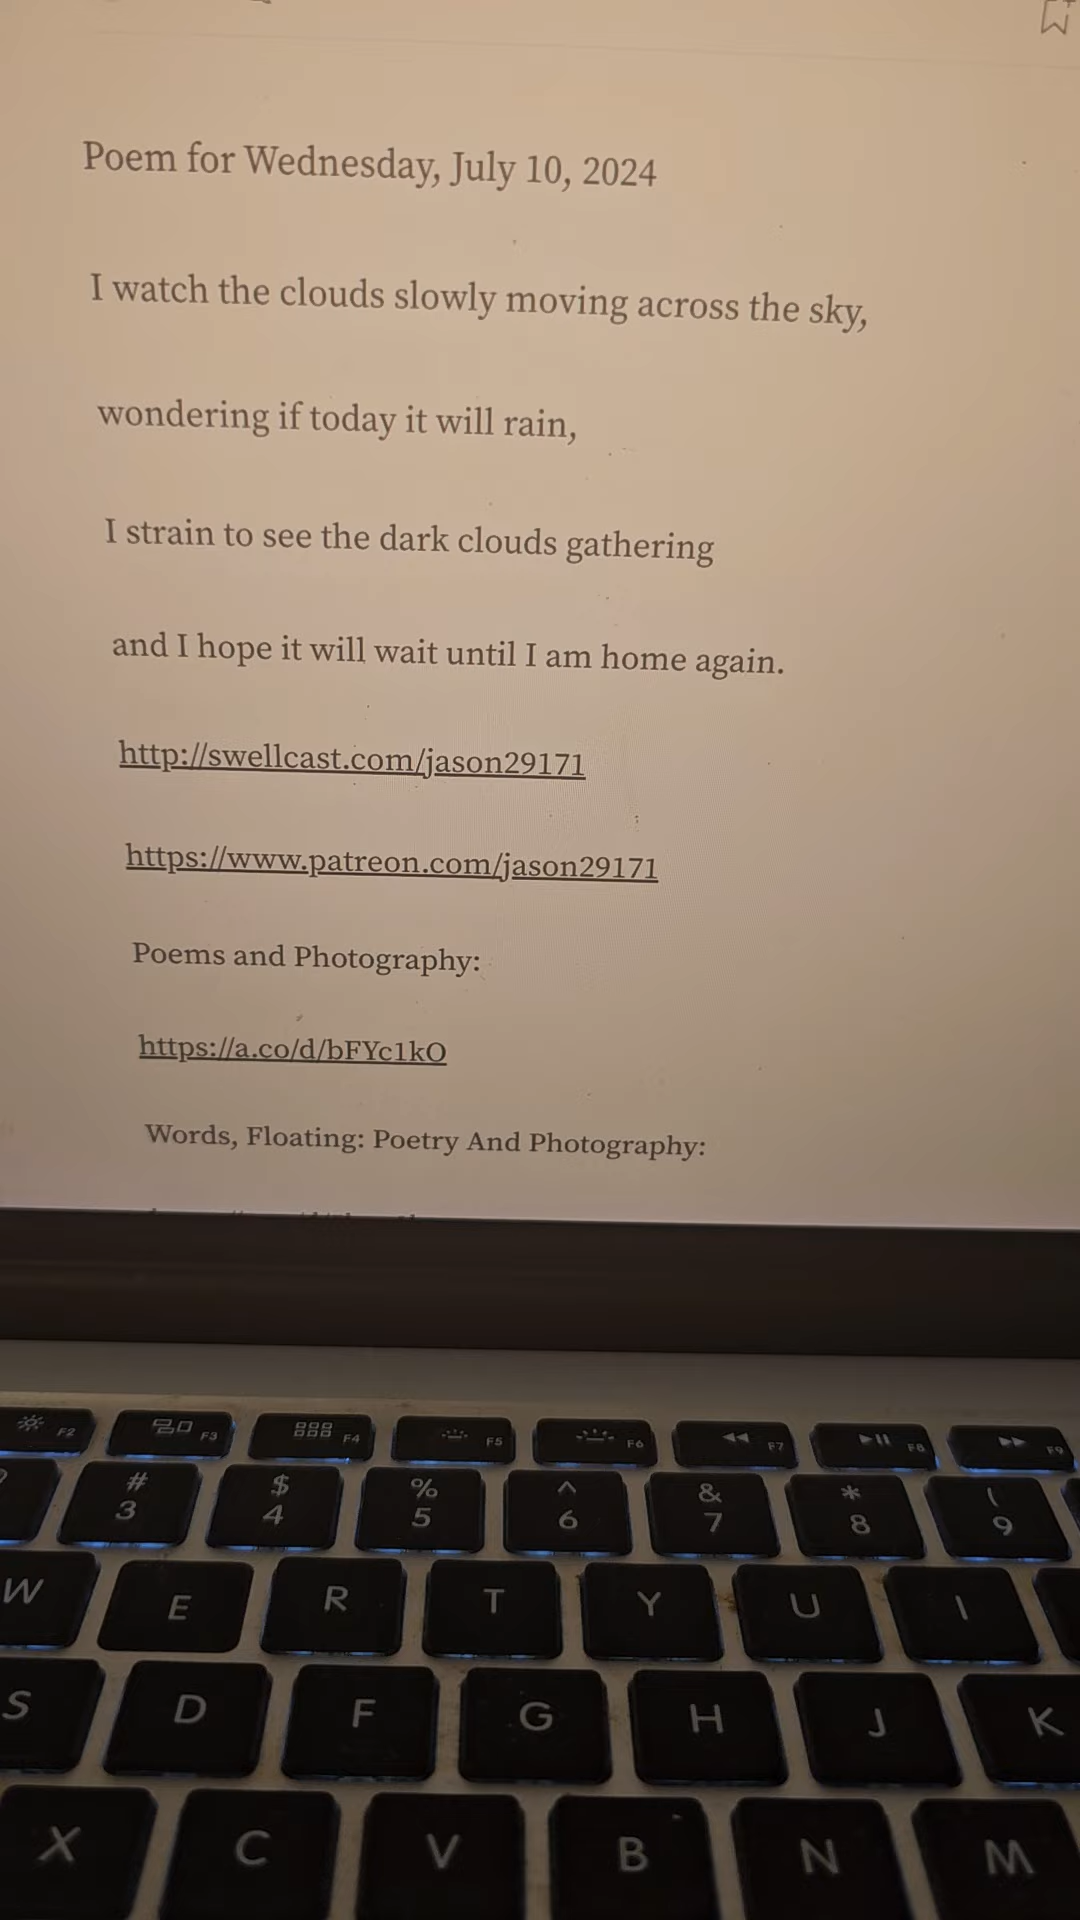 Poem for Wednesday, July 10, 2024
I watch the clouds slowly moving across the sky,
wondering if today it will rain,
I strain to see the dark clouds gathering
and I hope it will wait until I am home again.
http://swellcast.com/jason29171
https://www.patreon.com/jason29171
Poems and Photography:
https://a.co/d/bFYc1kO
Words, Floating: Poetry And Photography:
F2 F3 F4 F5 F6 F7 F8 F9
# $ % ^ & * (
3 4 5 6 7 8 9
W E R T Y U I
S D F G H J K
X C V B N M